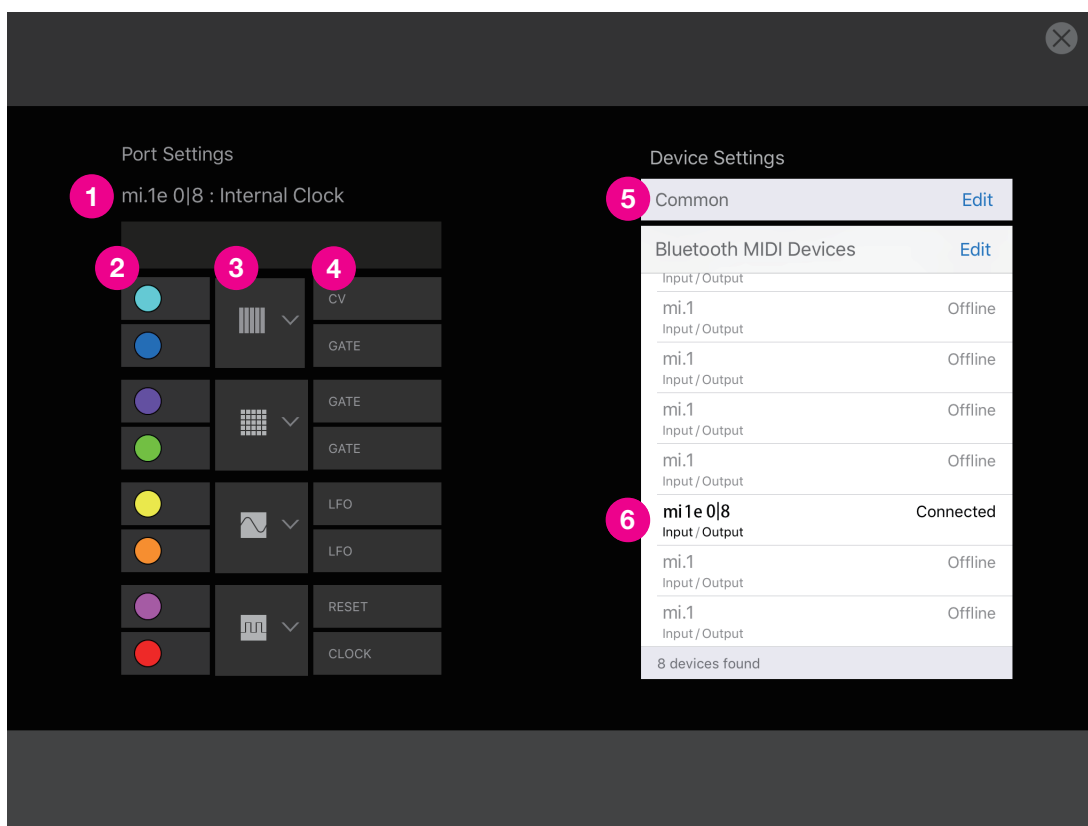 Port Settings
1 mi.1e 0|8 : Internal Clock
2 3 4
CV
GATE
GATE
GATE
LFO
LFO
RESET
CLOCK
Device Settings
5 Common Edit
Bluetooth MIDI Devices Edit
Input / Output
mi.1 Offline
Input / Output
mi.1 Offline
Input / Output
mi.1 Offline
Input / Output
mi.1 Offline
Input / Output
6 mi1e 0|8 Connected
Input / Output
mi.1 Offline
Input / Output
mi.1 Offline
Input / Output
8 devices found